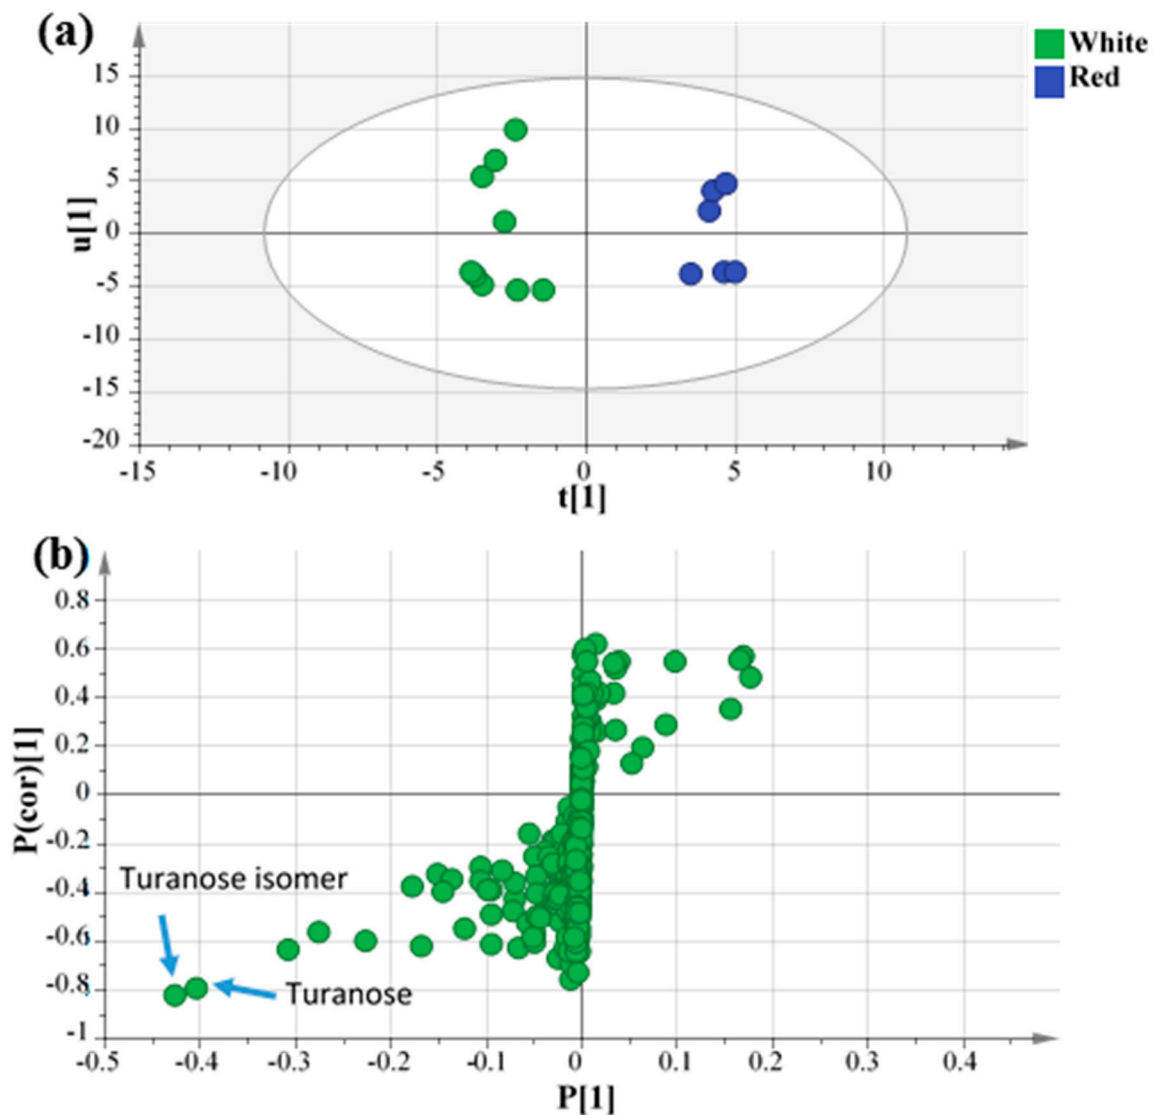 (a)
White
Red
15
10
5
0
-5
-10
-15
-20
u[1]
-15 -10 -5 0 5 10
t[1]
(b)
0.8
0.6
0.4
0.2
0
-0.2
-0.4
-0.6
-0.8
-1
P(cor)[1]
Turanose isomer
Turanose
-0.5 -0.4 -0.3 -0.2 -0.1 0 0.1 0.2 0.3 0.4
P[1]